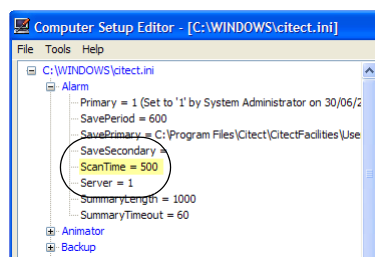 Computer Setup Editor - [C:\WINDOWS\citect.ini]
File Tools Help
C:\WINDOWS\citect.ini
Alarm
Primary = 1 (Set to '1' by System Administrator on 30/06/2
SavePeriod = 600
SavePrimary = C:\Program Files\Citect\CitectFacilities\Use
SaveSecondary =
ScanTime = 500
Server = 1
SummaryLength = 1000
SummaryTimeout = 60
Animator
Backup